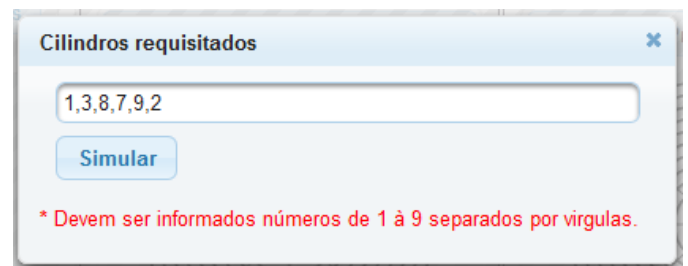 Cilindros requisitados
1,3,8,7,9,2
Simular
* Devem ser informados números de 1 à 9 separados por virgulas.